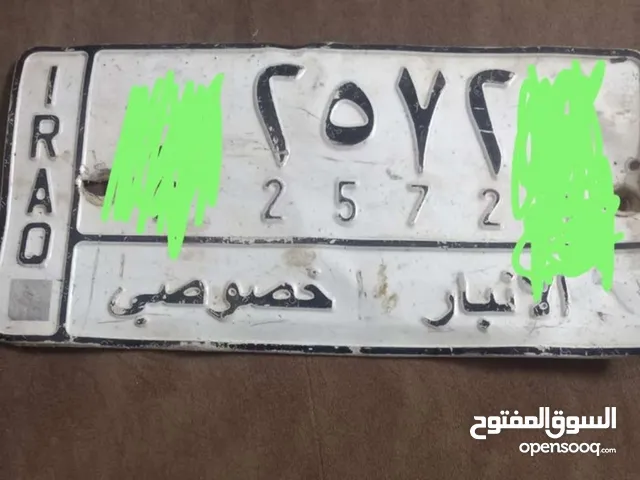 IRAQ
٢٥٧٢
2 5 7 2
الانبار خصوصي
السوق المفتوح
opensooq.com